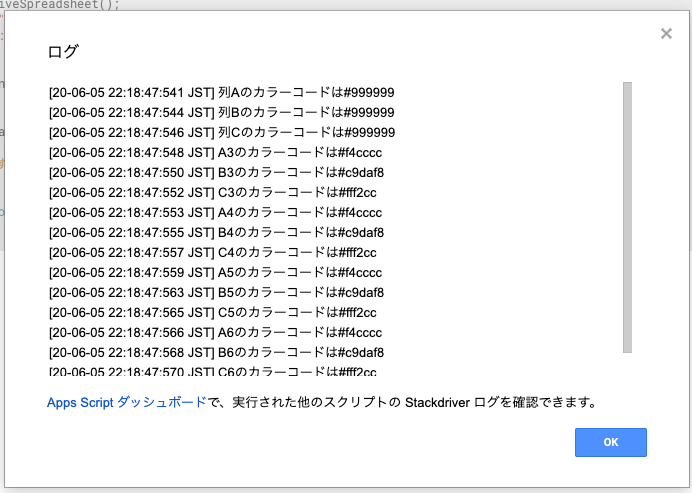 iveSpreadsheet();
ログ
[20-06-05 22:18:47:541 JST] 列Aのカラーコードは#999999
[20-06-05 22:18:47:544 JST] 列Bのカラーコードは#999999
[20-06-05 22:18:47:546 JST] 列Cのカラーコードは#999999
[20-06-05 22:18:47:548 JST] A3のカラーコードは#f4cccc
[20-06-05 22:18:47:550 JST] B3のカラーコードは#c9daf8
[20-06-05 22:18:47:552 JST] C3のカラーコードは#fff2cc
[20-06-05 22:18:47:553 JST] A4のカラーコードは#f4cccc
[20-06-05 22:18:47:555 JST] B4のカラーコードは#c9daf8
[20-06-05 22:18:47:557 JST] C4のカラーコードは#fff2cc
[20-06-05 22:18:47:559 JST] A5のカラーコードは#f4cccc
[20-06-05 22:18:47:563 JST] B5のカラーコードは#c9daf8
[20-06-05 22:18:47:565 JST] C5のカラーコードは#fff2cc
[20-06-05 22:18:47:566 JST] A6のカラーコードは#f4cccc
[20-06-05 22:18:47:568 JST] B6のカラーコードは#c9daf8
[20-06-05 22:18:47:570 JST] C6のカラーコードは#fff2cc
Apps Script ダッシュボードで、実行された他のスクリプトの Stackdriver ログを確認できます。
OK